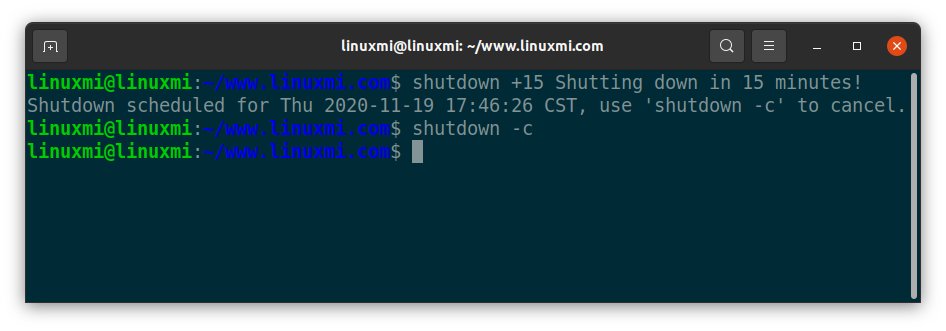 linuxmi@linuxmi: ~/www.linuxmi.com
linuxmi@linuxmi:~/www.linuxmi.com$ shutdown +15 Shutting down in 15 minutes!
Shutdown scheduled for Thu 2020-11-19 17:46:26 CST, use 'shutdown -c' to cancel.
linuxmi@linuxmi:~/www.linuxmi.com$ shutdown -c
linuxmi@linuxmi:~/www.linuxmi.com$